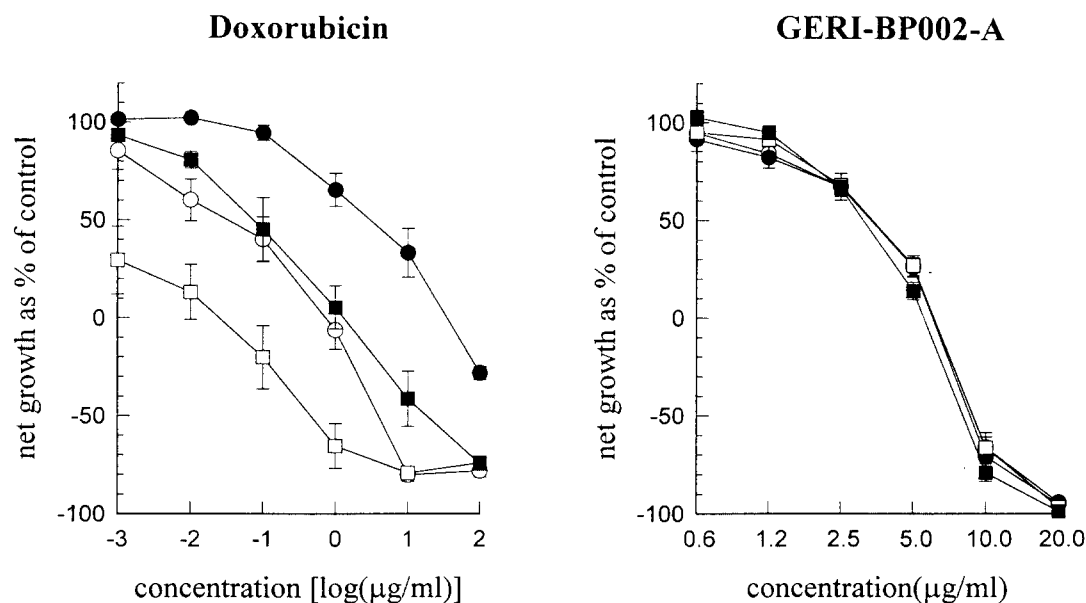 Doxorubicin
net growth as % of control
100
50
0
-50
-100
-3 -2 -1 0 1 2
concentration [log(μg/ml)]
GERI-BP002-A
net growth as % of control
100
50
0
-50
-100
0.6 1.2 2.5 5.0 10.0 20.0
concentration(μg/ml)